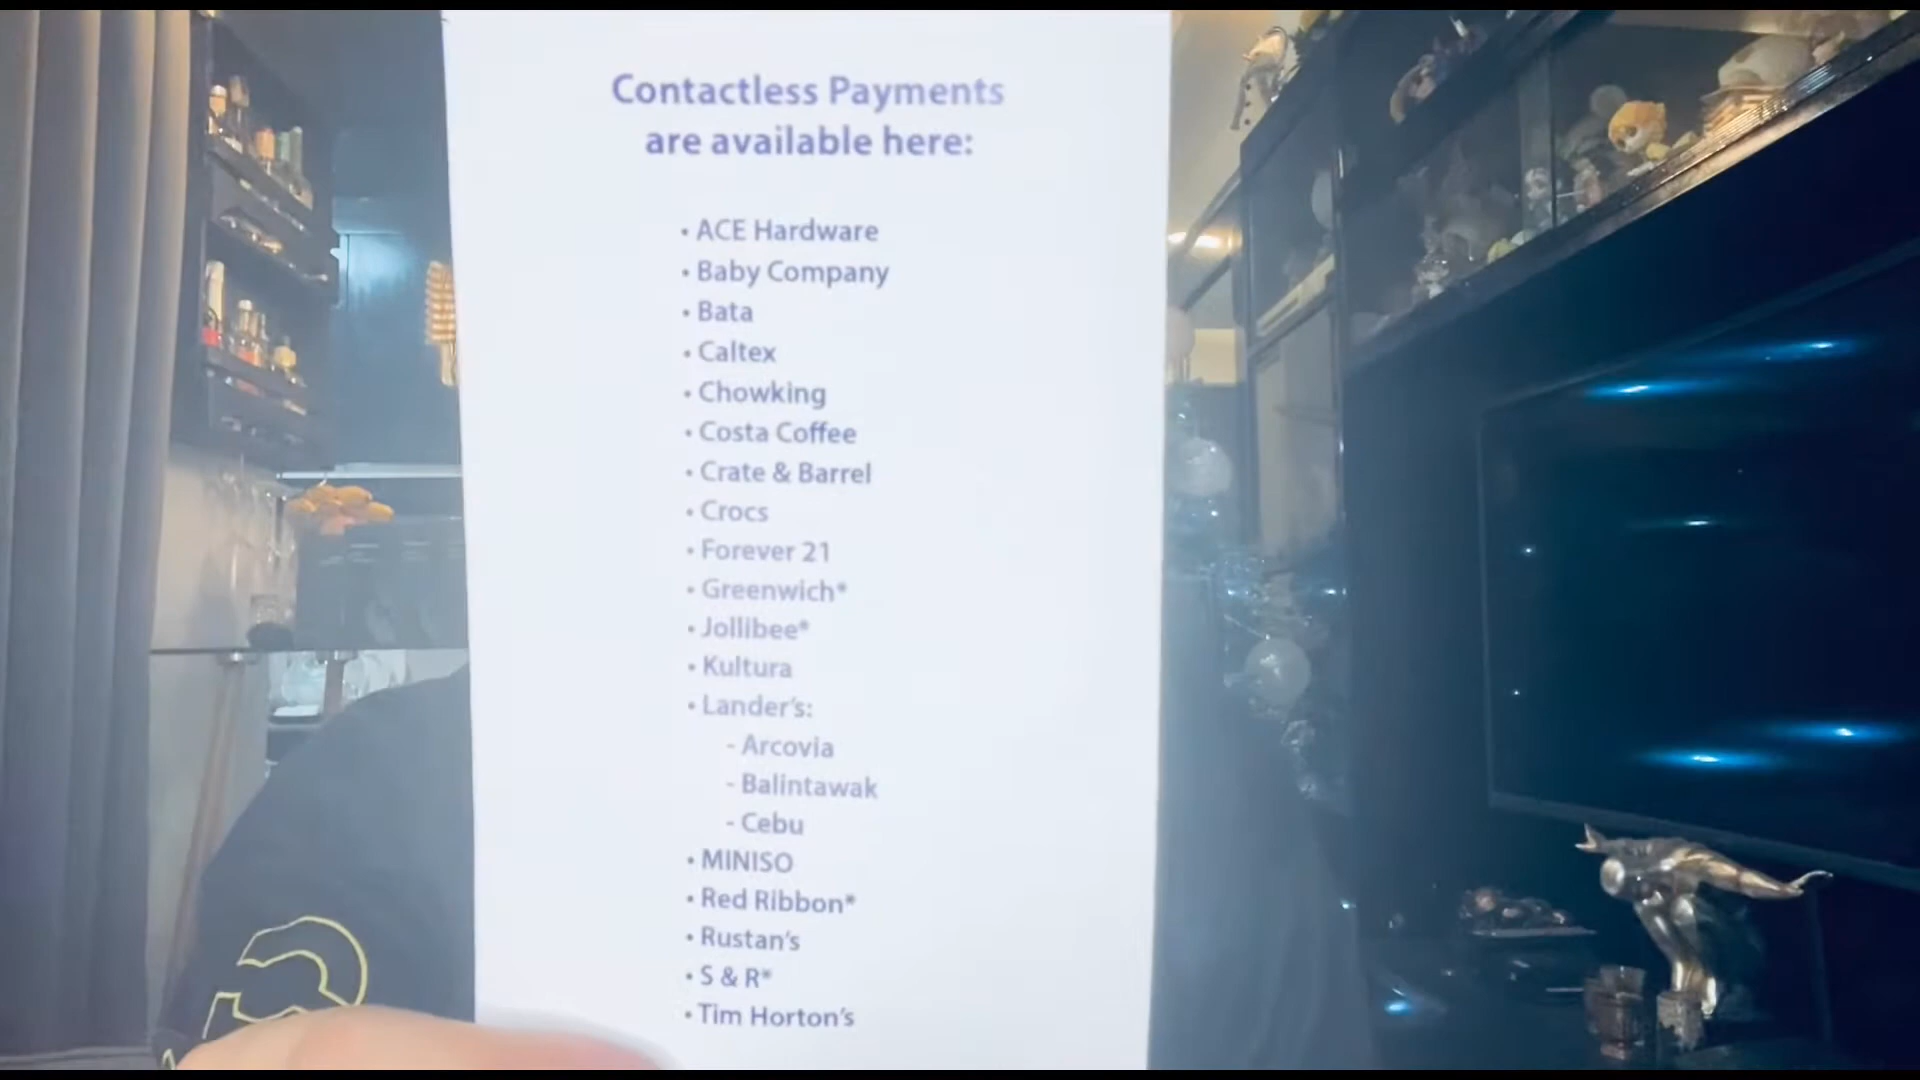 Contactless Payments
are available here:
• ACE Hardware
• Baby Company
• Bata
• Caltex
• Chowking
• Costa Coffee
• Crate & Barrel
• Crocs
• Forever 21
• Greenwich*
• Jollibee*
• Kultura
• Lander's:
- Arcovia
- Balintawak
- Cebu
• MINISO
• Red Ribbon*
• Rustan's
• S & R*
• Tim Horton's